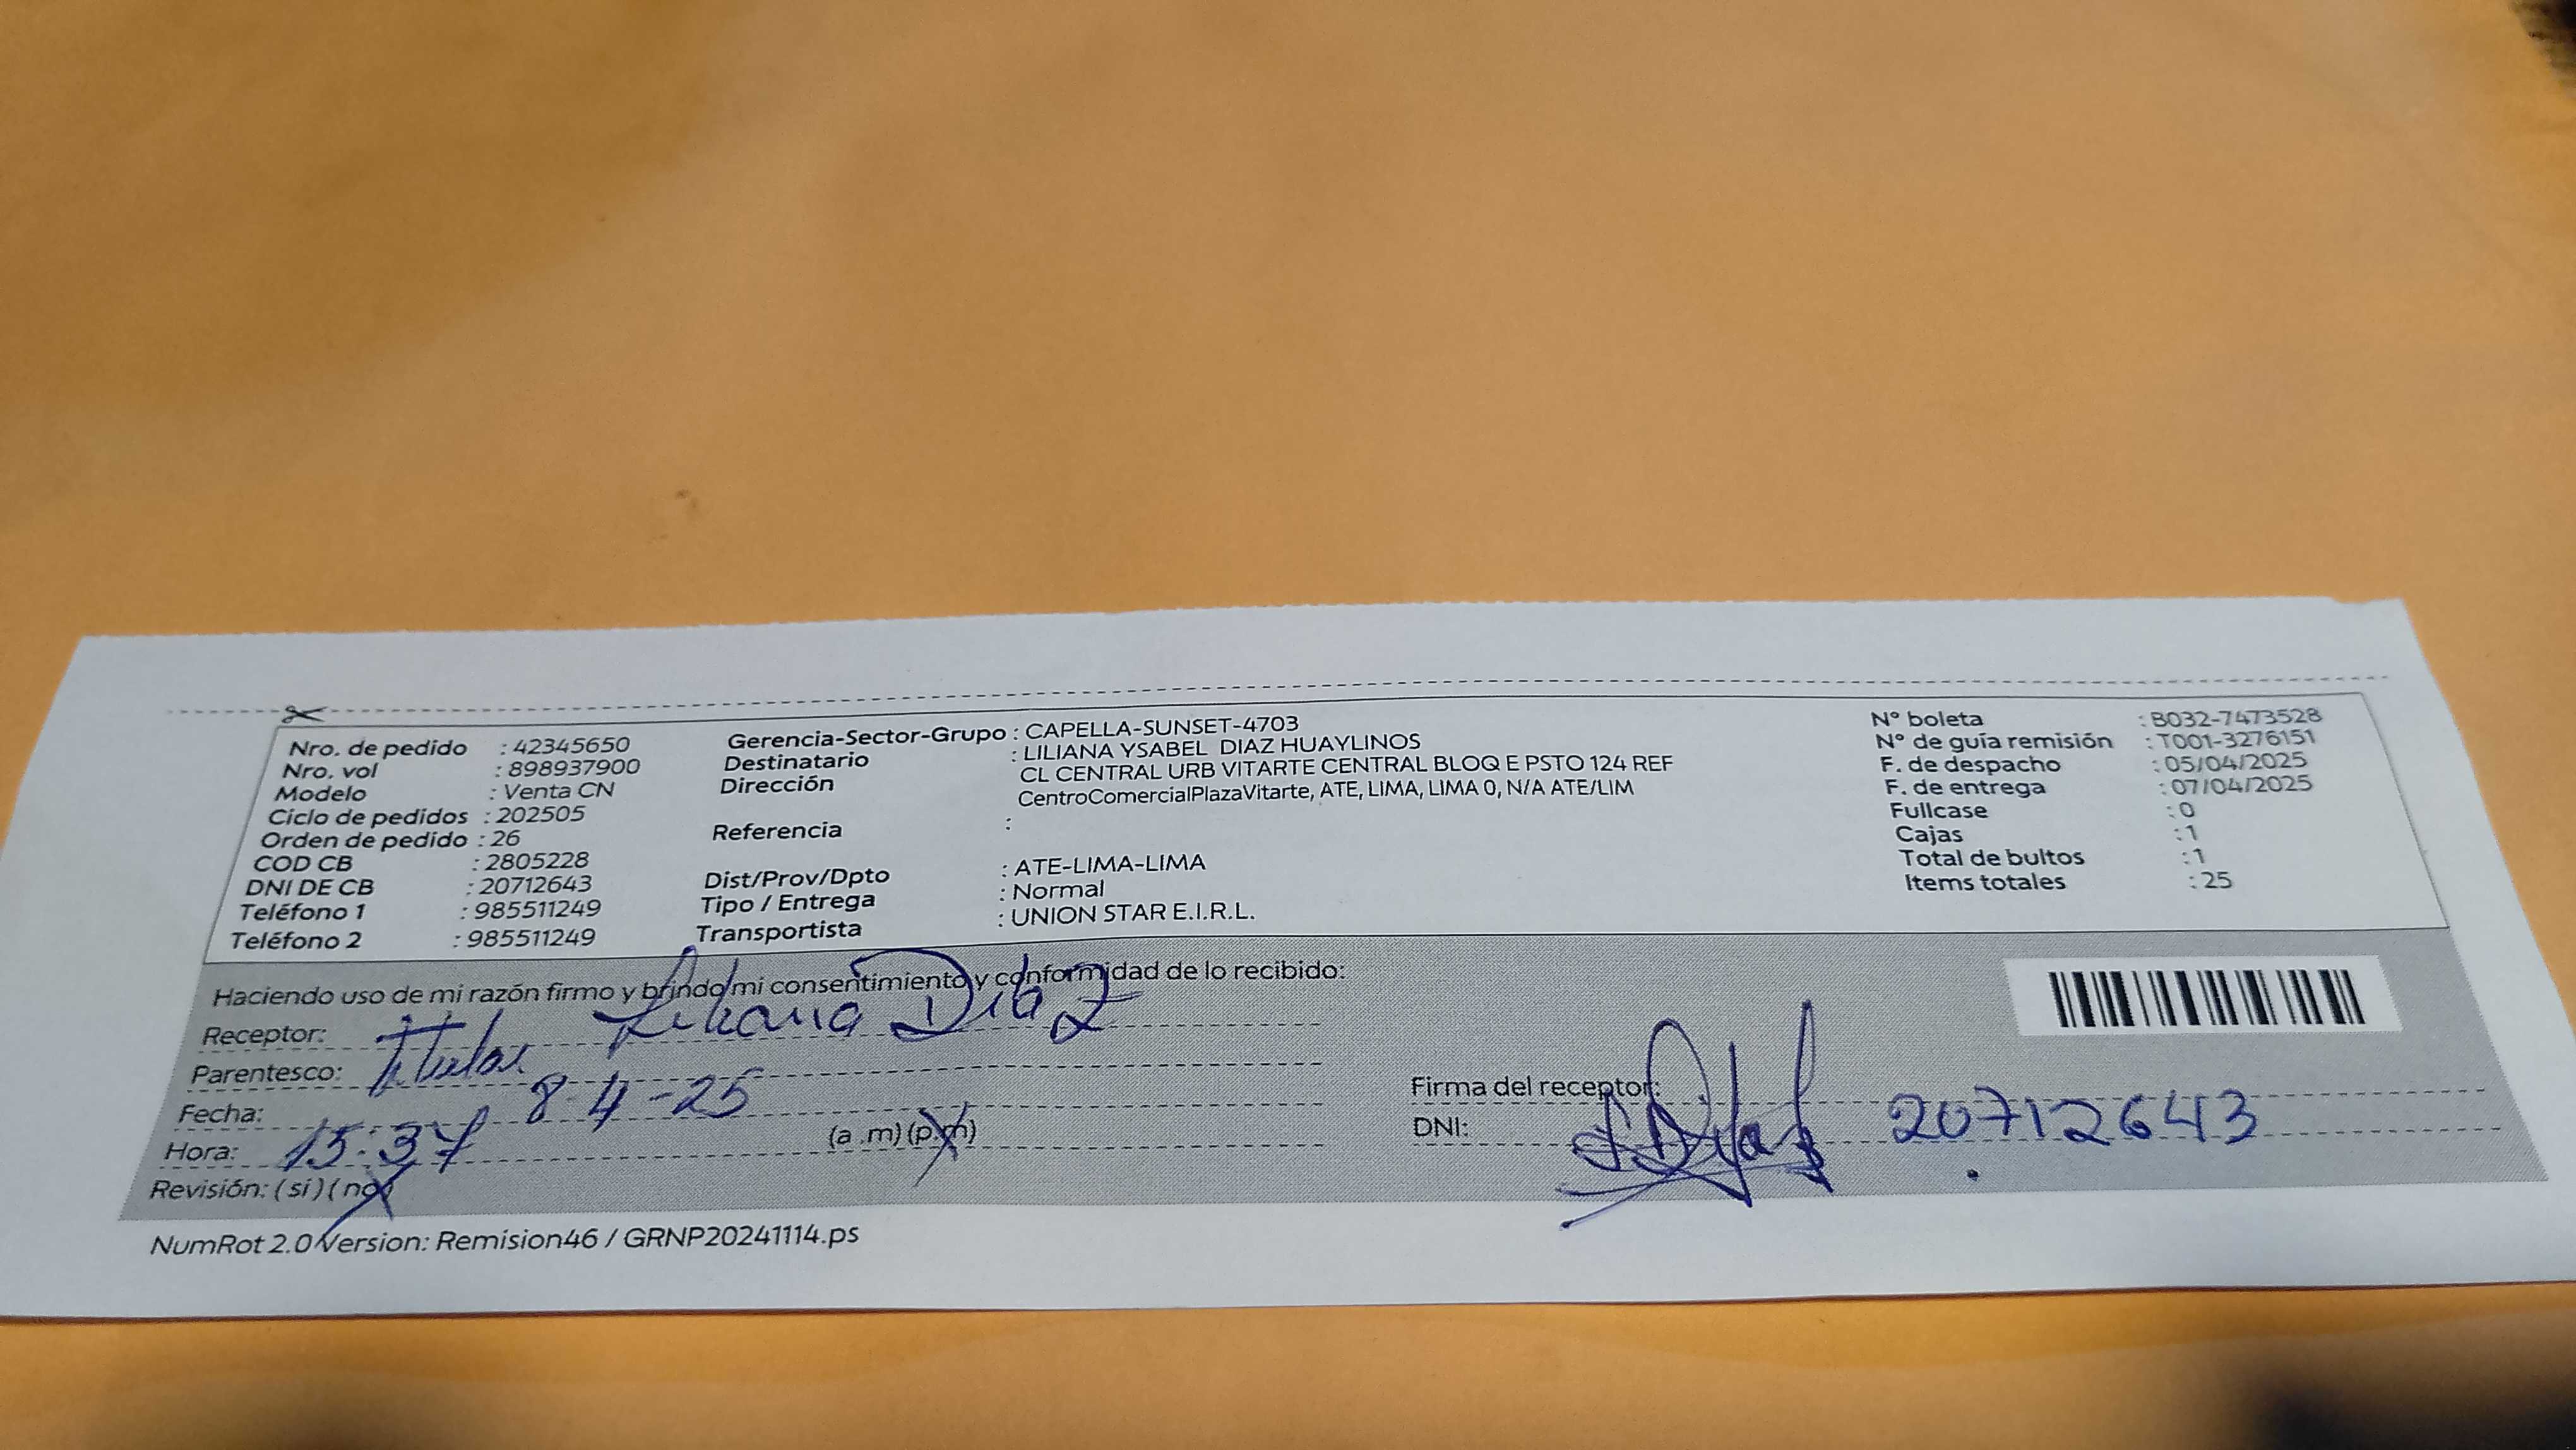 Nro. de pedido : 42345650
Nro. vol : 898937900
Modelo : Venta CN
Ciclo de pedidos : 202505
Orden de pedido : 26
COD CB : 2805228
DNI DE CB : 20712643
Teléfono 1 : 985511249
Teléfono 2 : 985511249
Gerencia-Sector-Grupo : CAPELLA-SUNSET-4703
Destinatario : LILIANA YSABEL DIAZ HUAYLINOS
Dirección CL CENTRAL URB VITARTE CENTRAL BLOQ E PSTO 124 REF
CentroComercialPlazaVitarte, ATE, LIMA, LIMA 0, N/A ATE/LIM
Referencia :
Dist/Prov/Dpto : ATE-LIMA-LIMA
Tipo / Entrega : Normal
Transportista : UNION STAR E.I.R.L.
N° boleta : B032-7473528
N° de guía remisión : T001-3276151
F. de despacho : 05/04/2025
F. de entrega : 07/04/2025
Fullcase : 0
Cajas : 1
Total de bultos : 1
Items totales : 25
Haciendo uso de mi razón firmo y brindo mi consentimiento y conformidad de lo recibido:
Receptor: Liliana Diaz
Parentesco: Titular
Fecha: 8-4-25
Hora: 15:37 (a .m) (p.m)
Revisión: (si) (no)
Firma del receptor:
DNI: 20712643
NumRot 2.0 Version: Remision46 / GRNP20241114.ps